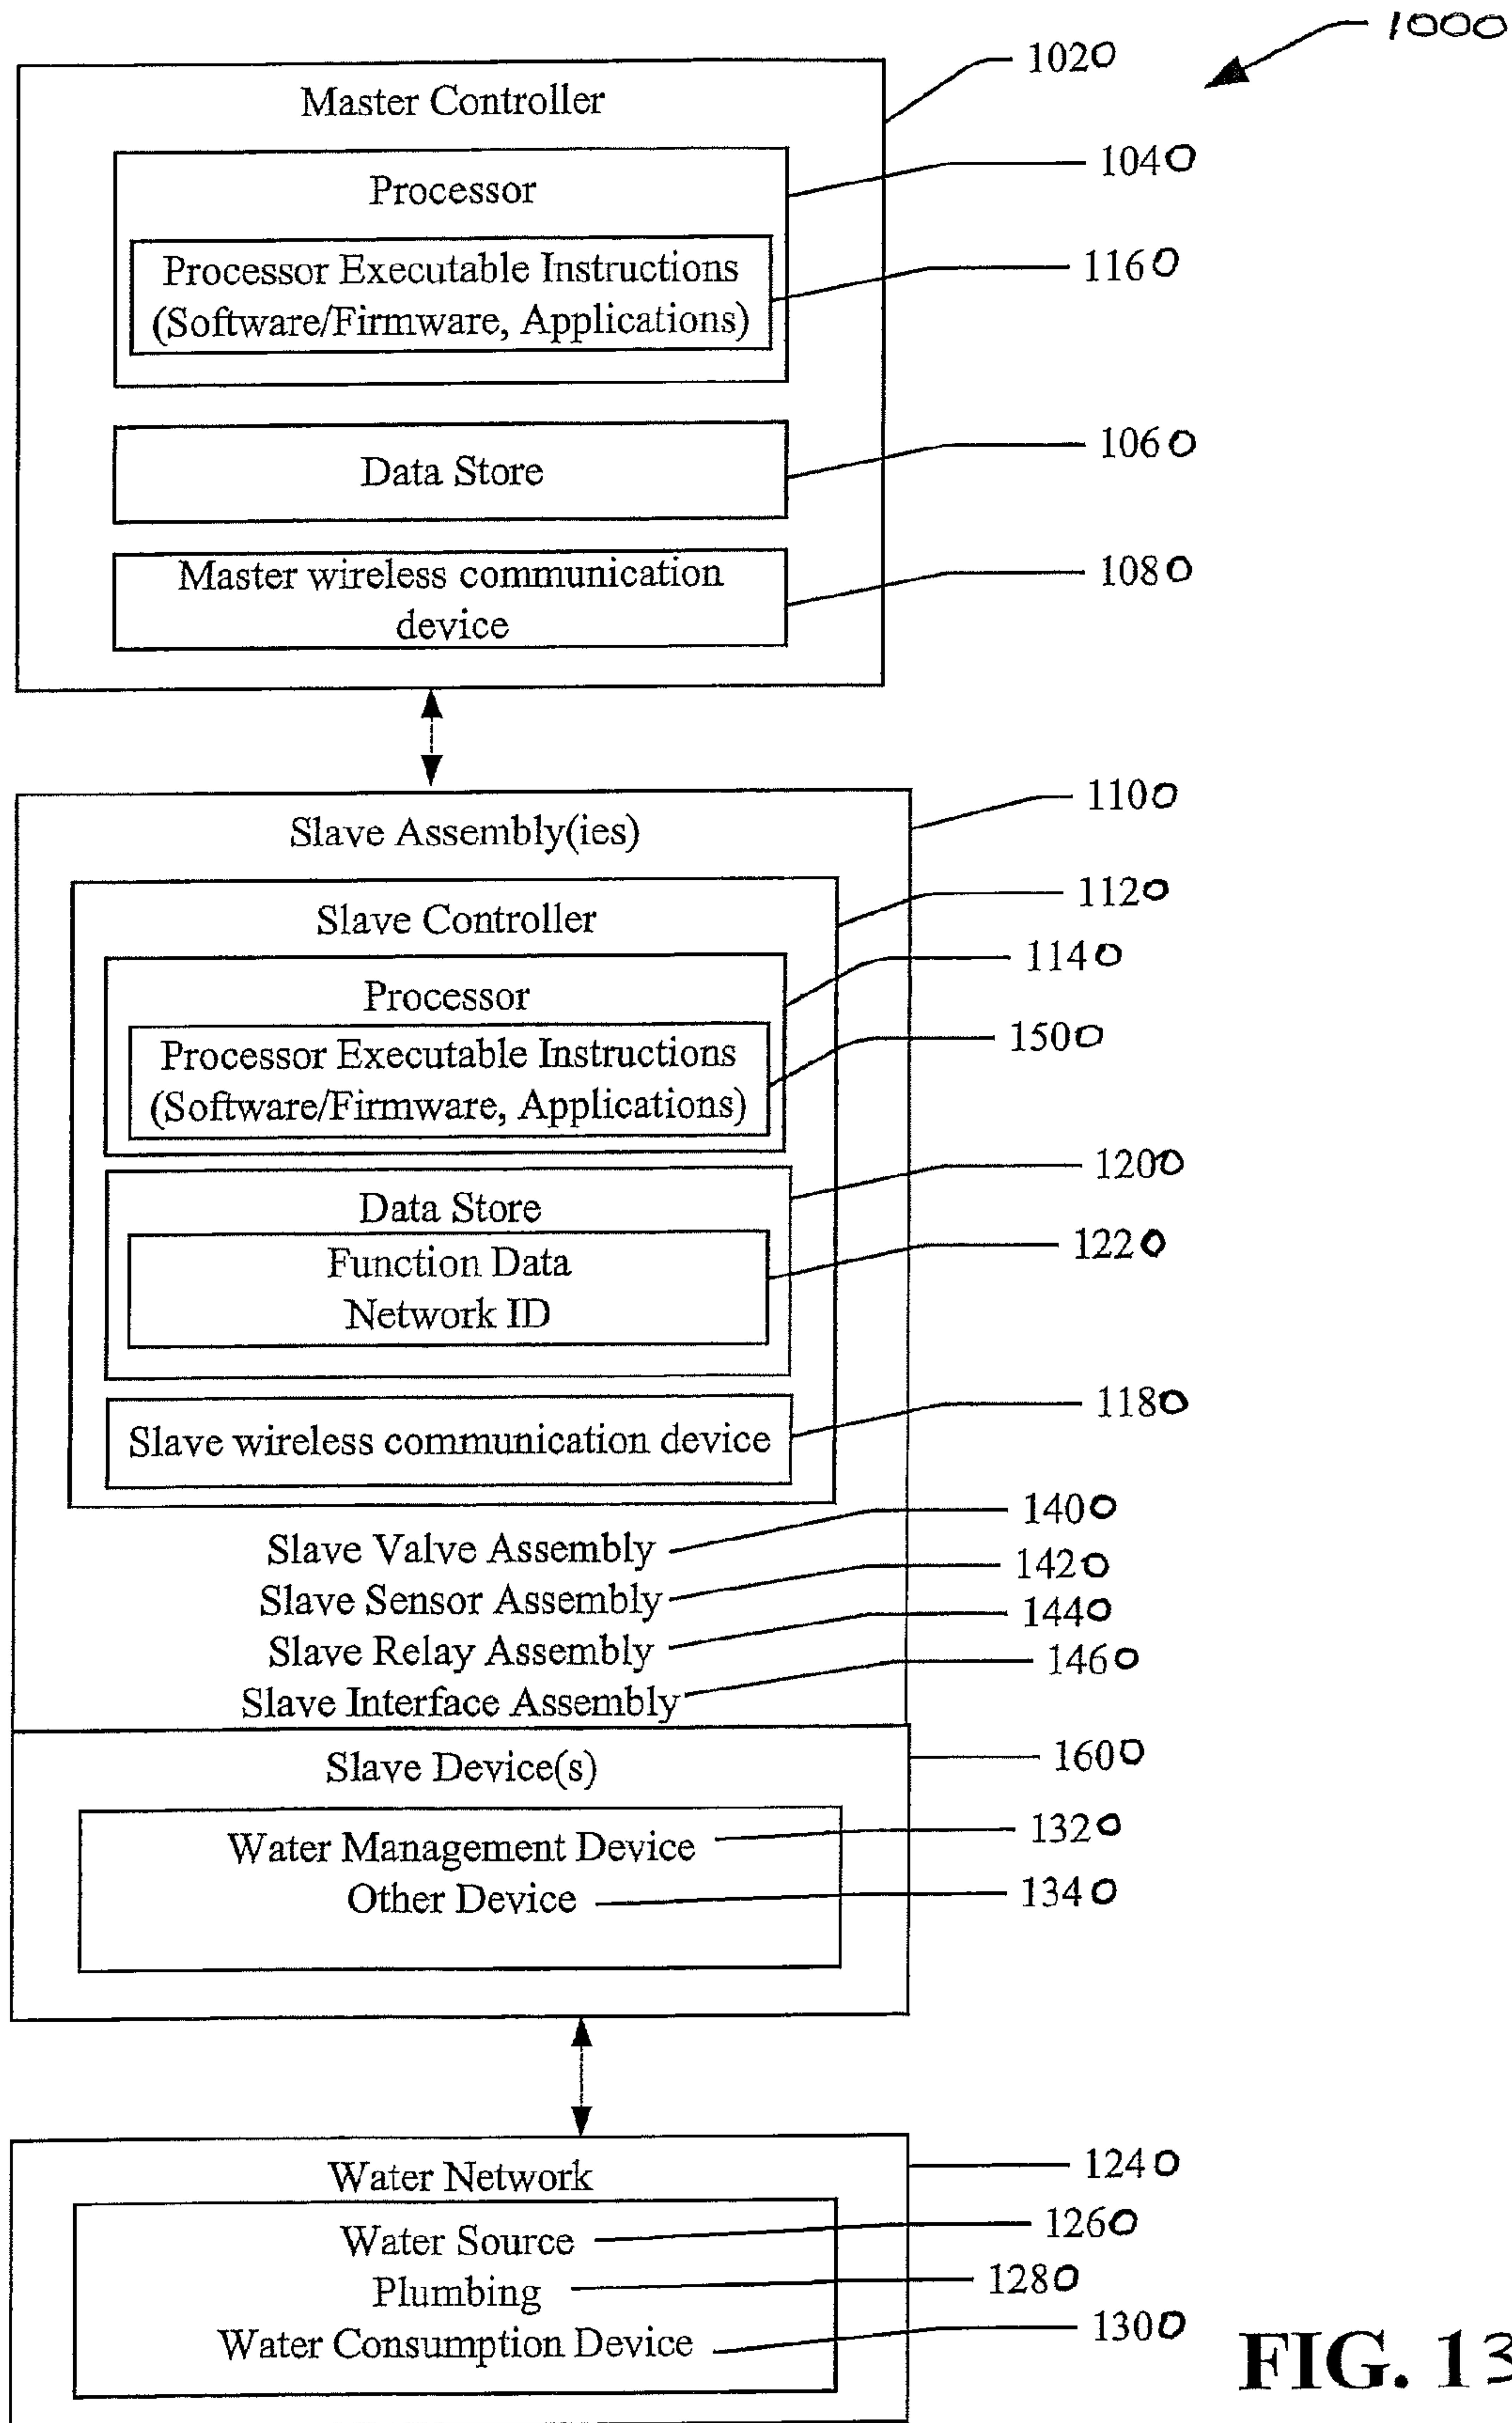 1000
1020
Master Controller
1040
Processor
1160
Processor Executable Instructions
(Software/Firmware, Applications)
1060
Data Store
1080
Master wireless communication
device
1100
Slave Assembly(ies)
1120
Slave Controller
1140
Processor
1500
Processor Executable Instructions
(Software/Firmware, Applications)
1200
Data Store
1220
Function Data
Network ID
1180
Slave wireless communication device
1400
Slave Valve Assembly
1420
Slave Sensor Assembly
1440
Slave Relay Assembly
1460
Slave Interface Assembly
1600
Slave Device(s)
1320
Water Management Device
1340
Other Device
1240
Water Network
1260
Water Source
1280
Plumbing
1300
Water Consumption Device
FIG. 13